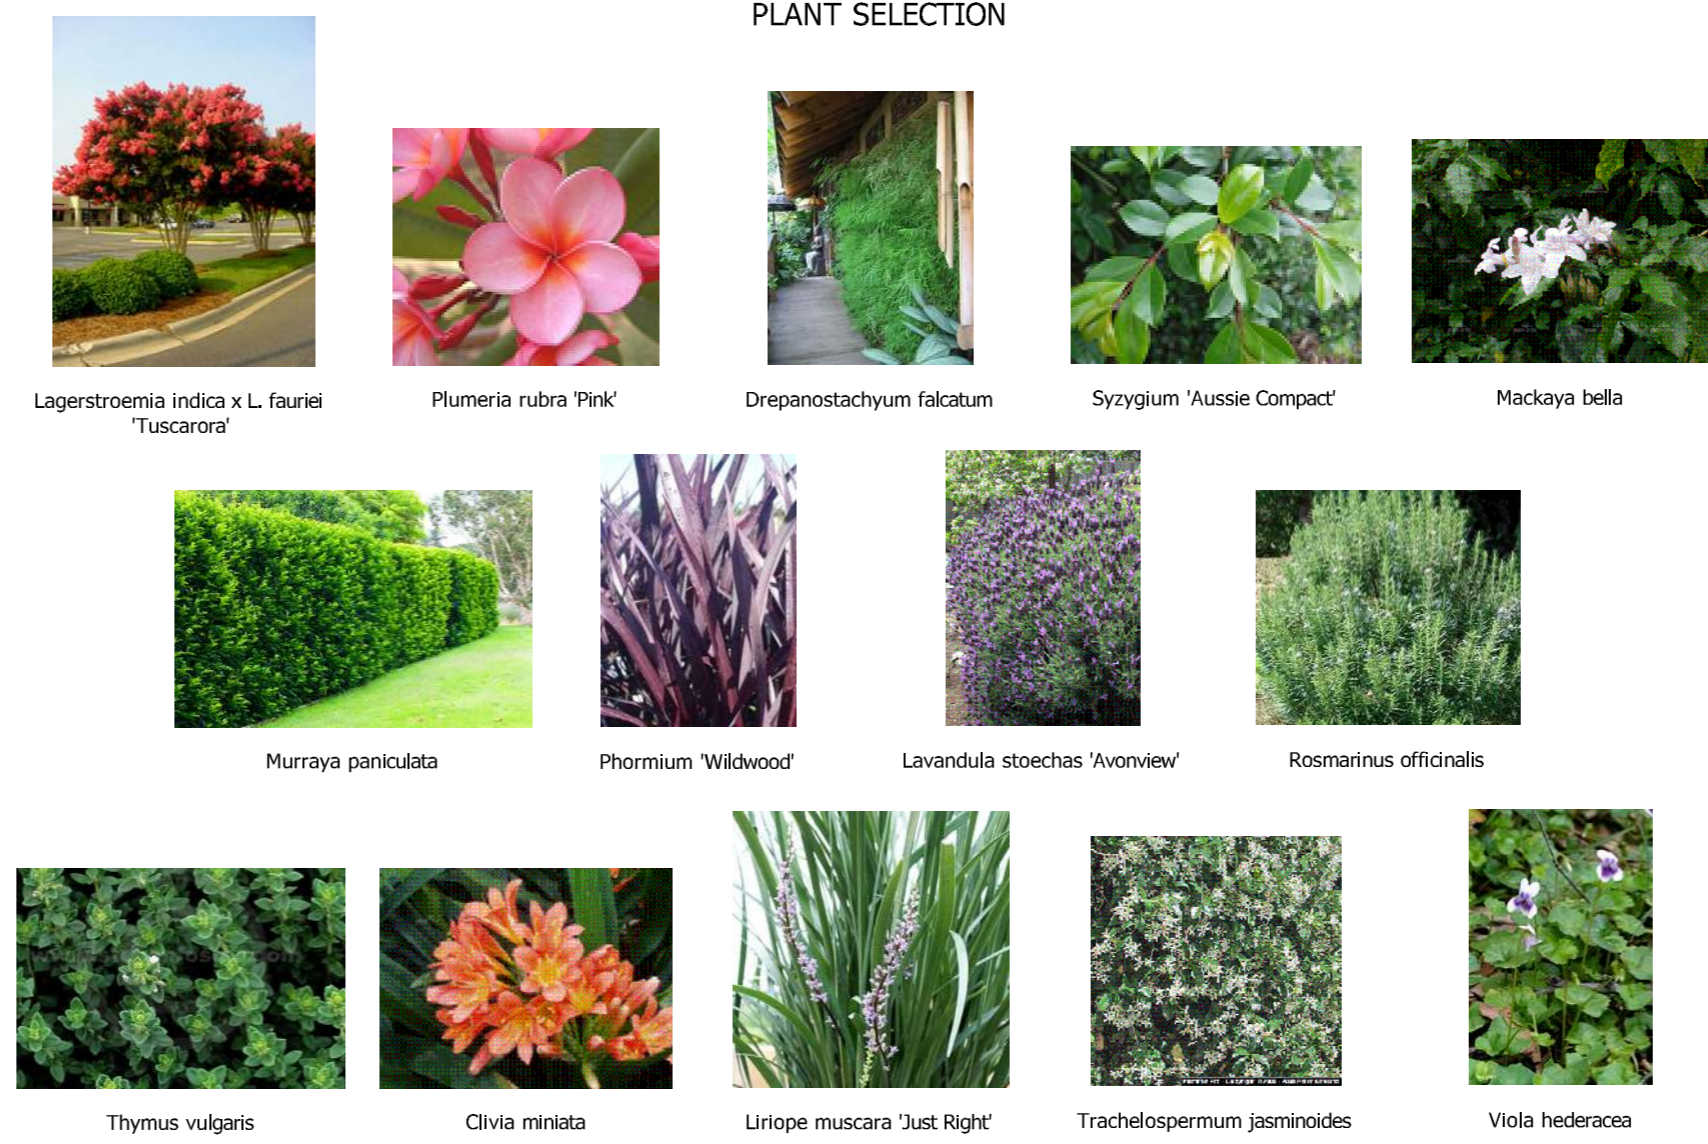 PLANT SELECTION
Lagerstroemia indica x L. fauriei
'Tuscarora'
Plumeria rubra 'Pink'
Drepanostachyum falcatum
Syzygium 'Aussie Compact'
Mackaya bella
Murraya paniculata
Phormium 'Wildwood'
Lavandula stoechas 'Avonview'
Rosmarinus officinalis
Thymus vulgaris
Clivia miniata
Liriope muscara 'Just Right'
Trachelospermum jasminoides
Viola hederacea